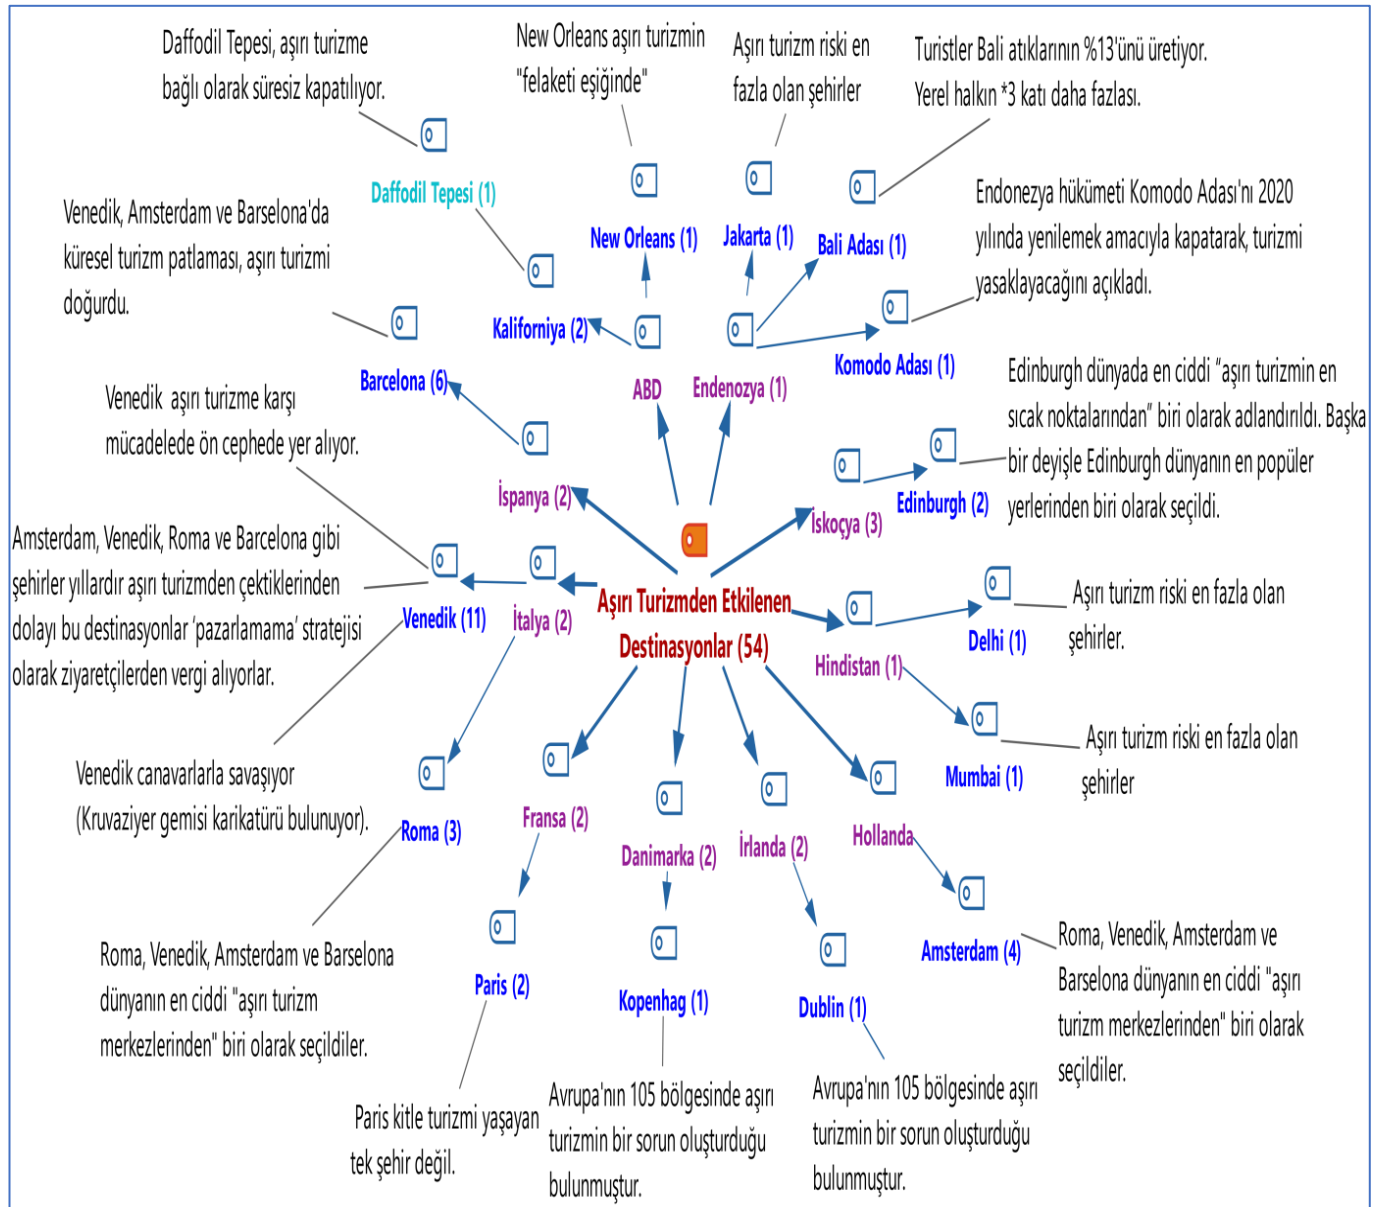 Daffodil Tepesi, aşırı turizme
bağlı olarak süresiz kapatılıyor.
New Orleans aşırı turizmin
"felaketi eşiğinde"
Aşırı turizm riski en
fazla olan şehirler
Turistler Bali atıklarının %13'ünü üretiyor.
Yerel halkın *3 katı daha fazlası.
Daffodil Tepesi (1)
New Orleans (1)
Jakarta (1)
Bali Adası (1)
Endonezya hükümeti Komodo Adası'nı 2020
yılında yenilemek amacıyla kapatarak, turizmi
yasaklayacağını açıkladı.
Venedik, Amsterdam ve Barselona'da
küresel turizm patlaması, aşırı turizmi
doğurdu.
Kaliforniya (2)
Komodo Adası (1)
Barcelona (6)
ABD
Endenozya (1)
Edinburgh dünyada en ciddi “aşırı turizmin en
sıcak noktalarından” biri olarak adlandırıldı. Başka
bir deyişle Edinburgh dünyanın en popüler
yerlerinden biri olarak seçildi.
Venedik  aşırı turizme karşı
mücadelede ön cephede yer alıyor.
İspanya (2)
İskoçya (3)
Edinburgh (2)
Amsterdam, Venedik, Roma ve Barcelona gibi
şehirler yıllardır aşırı turizmden çektiklerinden
dolayı bu destinasyonlar ‘pazarlamama’ stratejisi
olarak ziyaretçilerden vergi alıyorlar.
Venedik (11)
İtalya (2)
Aşırı Turizmden Etkilenen
Destinasyonlar (54)
Hindistan (1)
Delhi (1)
Aşırı turizm riski en fazla olan
şehirler.
Mumbai (1)
Aşırı turizm riski en fazla olan
şehirler
Venedik canavarlarla savaşıyor
(Kruvaziyer gemisi karikatürü bulunuyor).
Roma (3)
Fransa (2)
Danimarka (2)
İrlanda (2)
Hollanda
Roma, Venedik, Amsterdam ve Barselona
dünyanın en ciddi "aşırı turizm
merkezlerinden" biri olarak seçildiler.
Paris (2)
Kopenhag (1)
Dublin (1)
Amsterdam (4)
Roma, Venedik, Amsterdam ve
Barselona dünyanın en ciddi "aşırı
turizm merkezlerinden" biri olarak
seçildiler.
Paris kitle turizmi yaşayan
tek şehir değil.
Avrupa'nın 105 bölgesinde aşırı
turizmin bir sorun oluşturduğu
bulunmuştur.
Avrupa'nın 105 bölgesinde aşırı
turizmin bir sorun oluşturduğu
bulunmuştur.